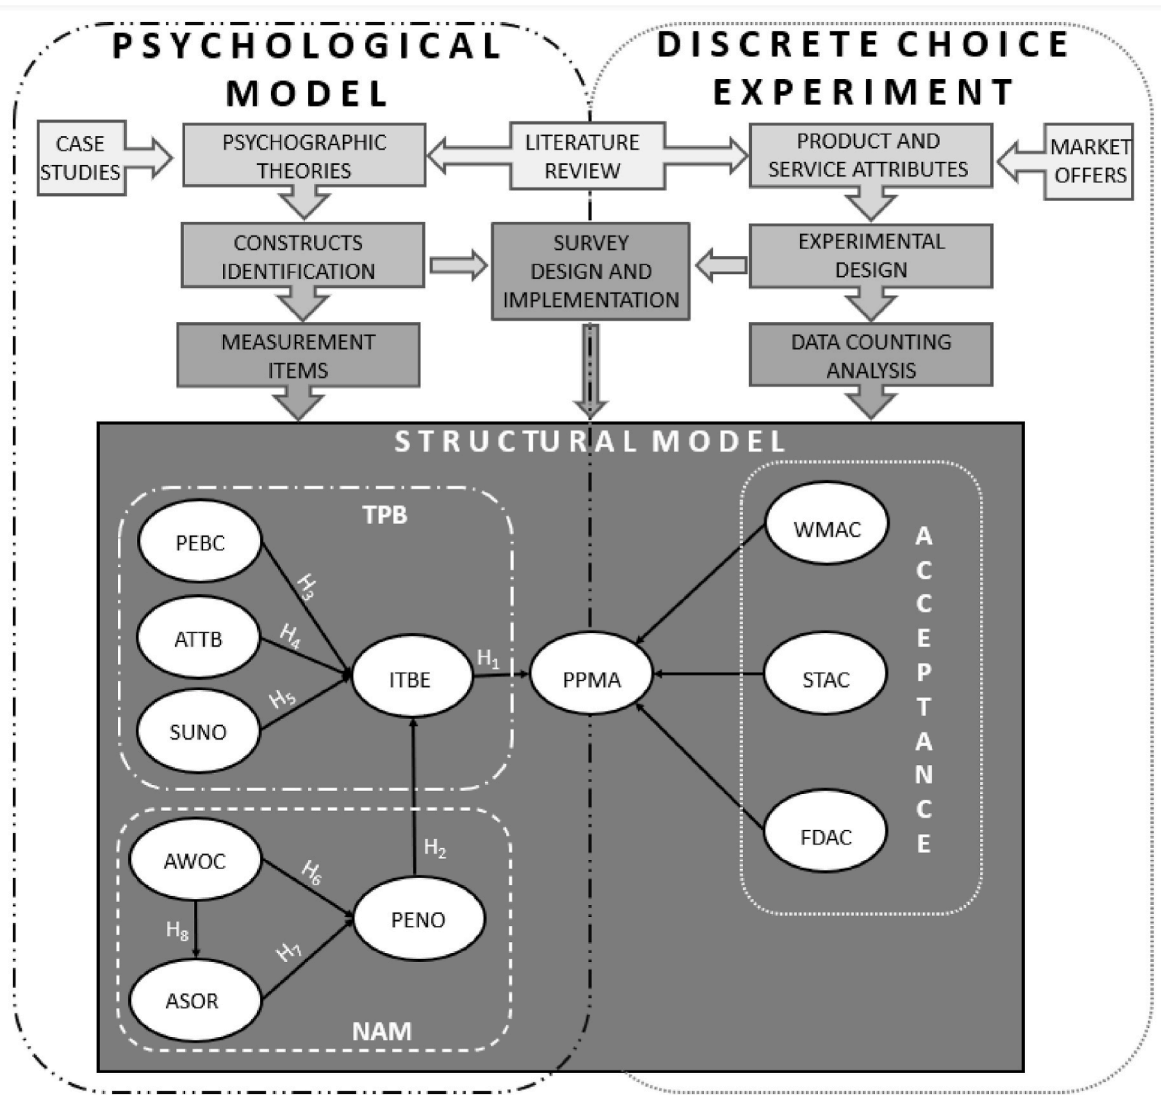 PSYCHOLOGICAL
MODEL
DISCRETE CHOICE
EXPERIMENT
CASE
STUDIES
PSYCHOGRAPHIC
THEORIES
LITERATURE
REVIEW
PRODUCT AND
SERVICE ATTRIBUTES
MARKET
OFFERS
CONSTRUCTS
IDENTIFICATION
SURVEY
DESIGN AND
IMPLEMENTATION
EXPERIMENTAL
DESIGN
MEASUREMENT
ITEMS
DATA COUNTING
ANALYSIS
STRUCTURAL MODEL
TPB
PEBC
ATTB
SUNO
H3
H4
H5
ITBE
H1
PPMA
WMAC
STAC
FDAC
ACCEPTANCE
H2
AWOC
H6
PENO
H8
H7
ASOR
NAM